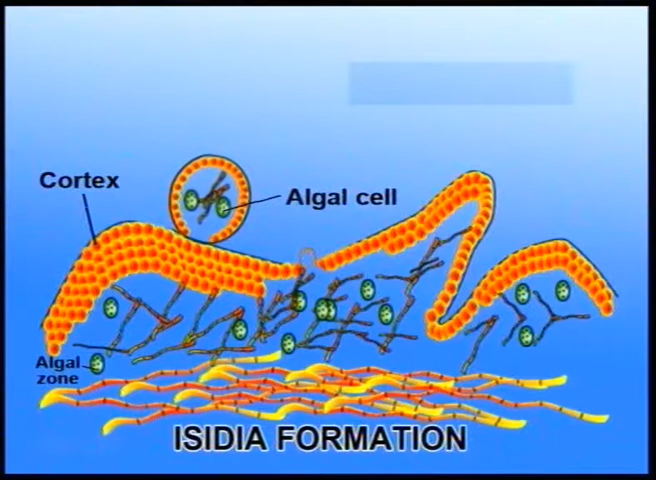 Cortex
Algal cell
Algal
zone
ISIDIA FORMATION